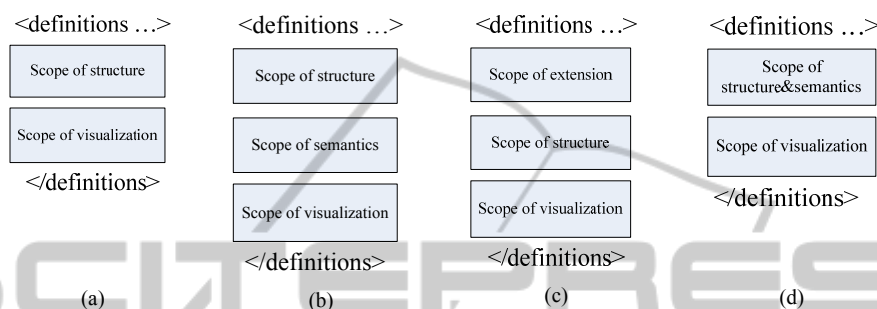 <definitions …>
Scope of structure
Scope of visualization
</definitions>
(a)
<definitions …>
Scope of structure
Scope of semantics
Scope of visualization
</definitions>
(b)
<definitions …>
Scope of extension
Scope of structure
Scope of visualization
</definitions>
(c)
<definitions …>
Scope of
structure&semantics
Scope of visualization
</definitions>
(d)
SCITEPRES